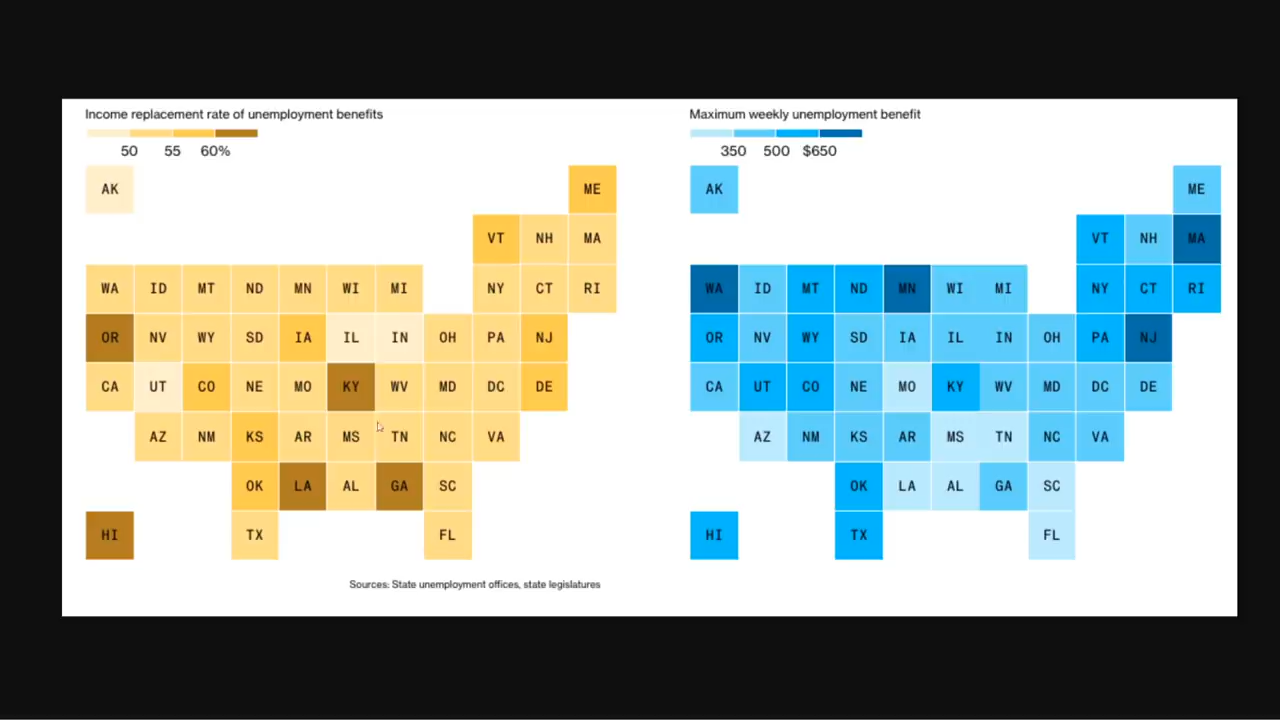 Income replacement rate of unemployment benefits
50 55 60%
AK ME
VT NH MA
WA ID MT ND MN WI MI NY CT RI
OR NV WY SD IA IL IN OH PA NJ
CA UT CO NE MO KY WV MD DC DE
AZ NM KS AR MS TN NC VA
OK LA AL GA SC
HI TX FL
Sources: State unemployment offices, state legislatures
Maximum weekly unemployment benefit
350 500 $650
AK ME
VT NH MA
WA ID MT ND MN WI MI NY CT RI
OR NV WY SD IA IL IN OH PA NJ
CA UT CO NE MO KY WV MD DC DE
AZ NM KS AR MS TN NC VA
OK LA AL GA SC
HI TX FL